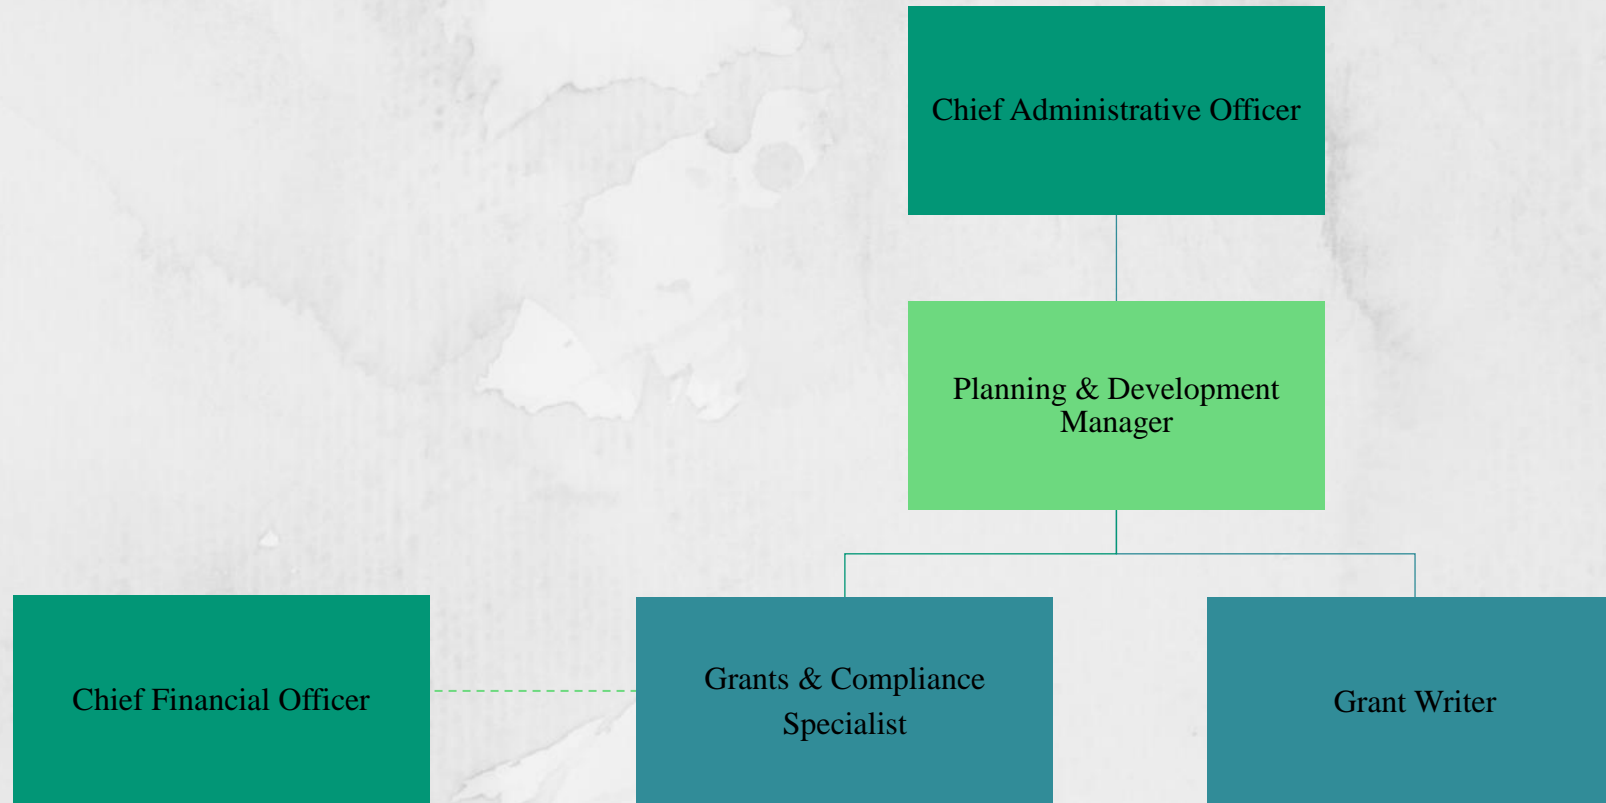 Chief Administrative Officer
Planning & Development
Manager
Chief Financial Officer
Grants & Compliance
Specialist
Grant Writer